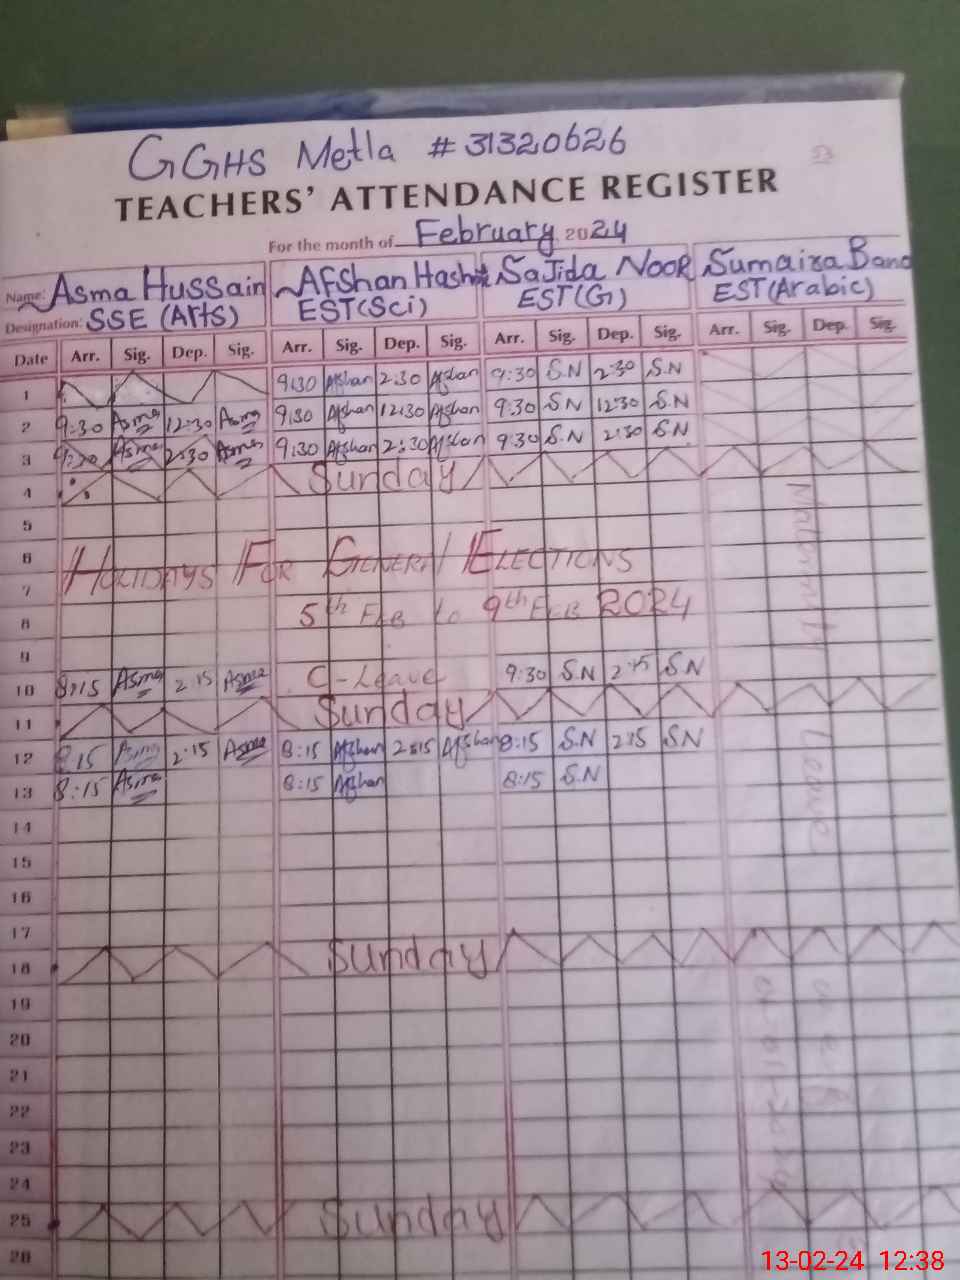 GGHS Metla # 31320626
53
TEACHERS' ATTENDANCE REGISTER
For the month of February 2024
Name: Asma Hussain Afshan Hashmi Sajida Noor Sumaira Bano
Designation: SSE (Arts) EST(Sci) EST(G) EST(Arabic)
Date Arr. Sig. Dep. Sig. Arr. Sig. Dep. Sig. Arr. Sig. Dep. Sig. Arr. Sig. Dep. Sig.
1 9:30 Afshan 2:30 Afshan 9:30 S.N 2:30 S.N
2 9:30 Asma 12:30 Asma 9:30 Afshan 12:30 Afshan 9:30 S.N 12:30 S.N
3 9:30 Asma 2:30 Asma 9:30 Afshan 2:30 Afshan 9:30 S.N 2:30 S.N
4 Sunday
5
6 HOLIDAYS FOR GENERAL ELECTIONS
7
8 5th FEB to 9th FEB 2024
9
10 8:15 Asma 2:15 Asma C-Leave 9:30 S.N 2:15 S.N
11 Sunday
12 8:15 Asma 2:15 Asma 8:15 Afshan 2:15 Afshan 8:15 S.N 2:15 S.N
13 8:15 Asma 8:15 Afshan 8:15 S.N
14
15
16
17
18 Sunday
19
20
21
22
23
24
25 Sunday
26
Maternity Leave
13-02-24 12:38